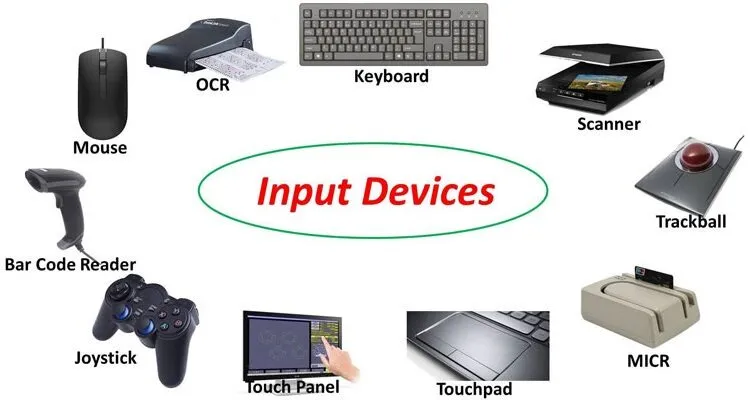 Input Devices
OCR
Keyboard
Scanner
Trackball
MICR
Touchpad
Touch Panel
Joystick
Bar Code Reader
Mouse